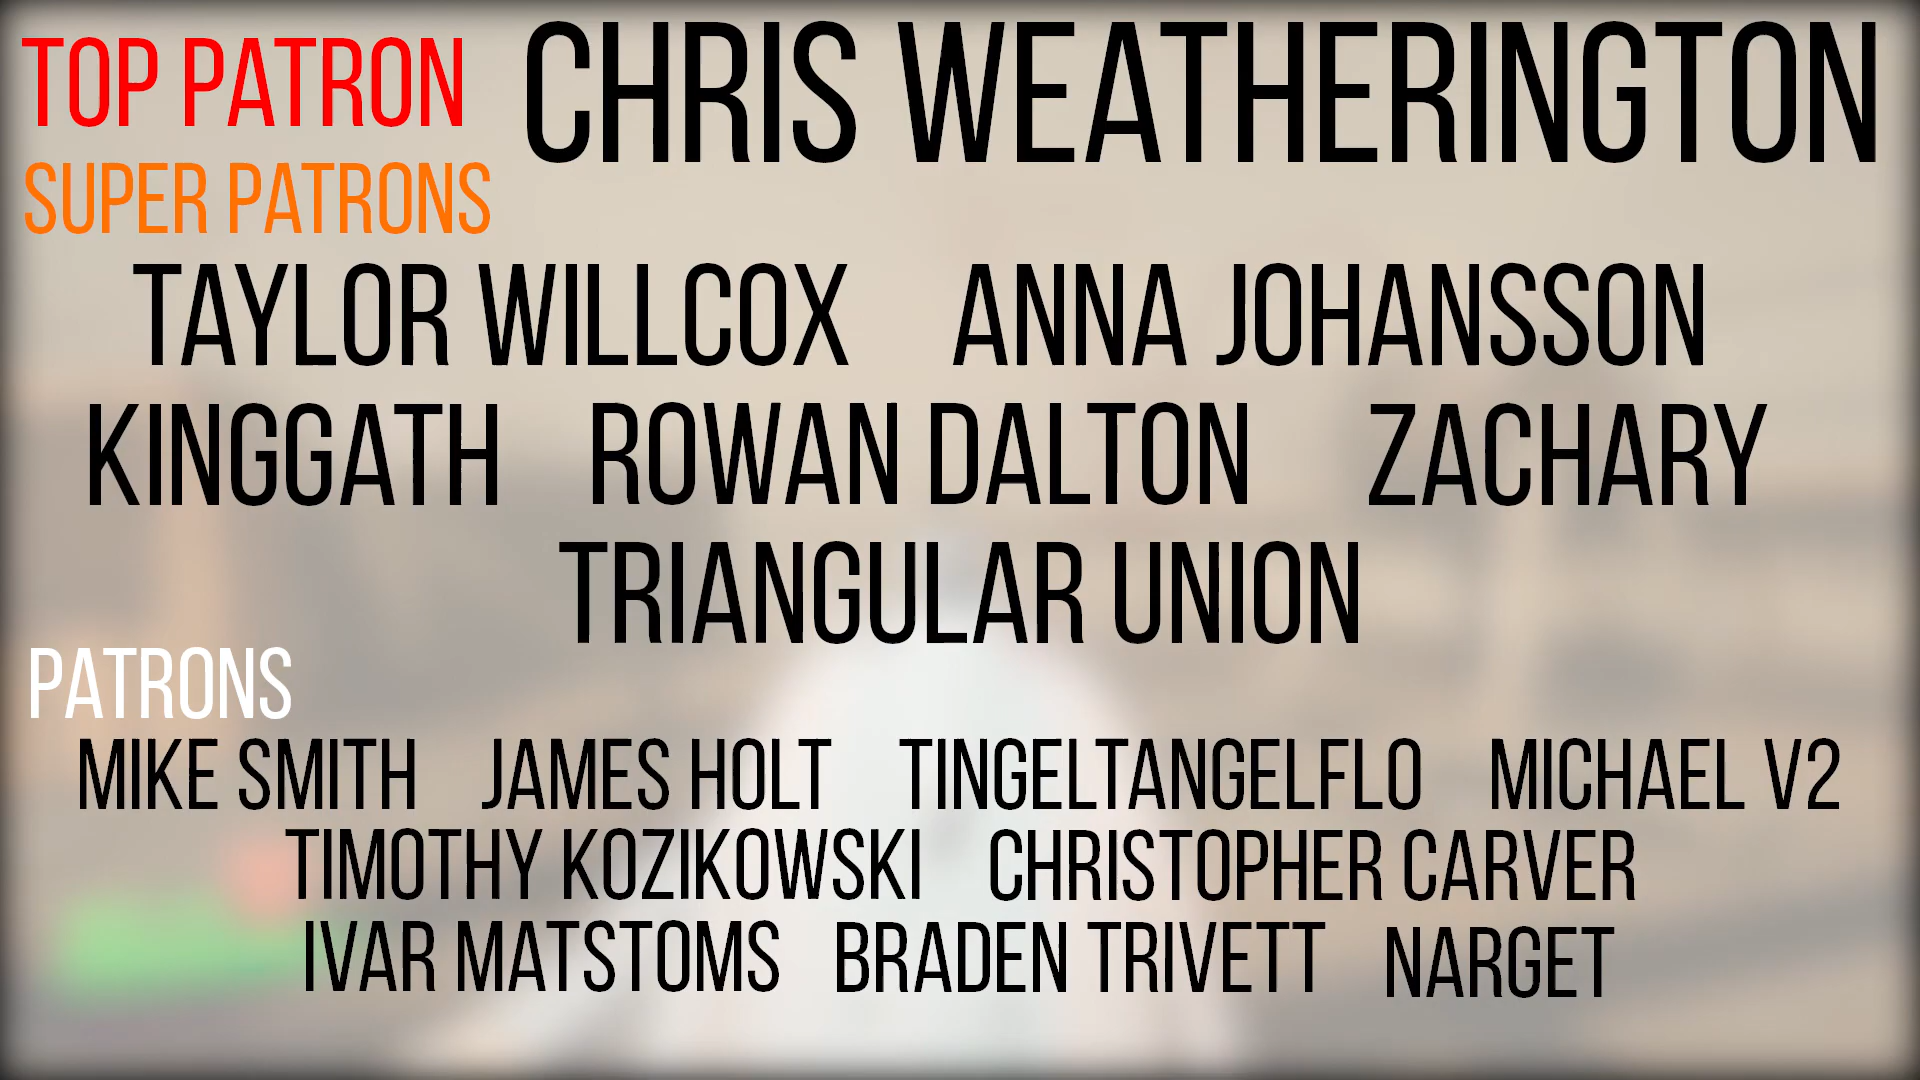 TOP PATRON CHRIS WEATHERINGTON
SUPER PATRONS
TAYLOR WILLCOX ANNA JOHANSSON
KINGGATH ROWAN DALTON ZACHARY
TRIANGULAR UNION
PATRONS
MIKE SMITH JAMES HOLT TINGELTANGELFLO MICHAEL V2
TIMOTHY KOZIKOWSKI CHRISTOPHER CARVER
IVAR MATSTOMS BRADEN TRIVETT NARGET